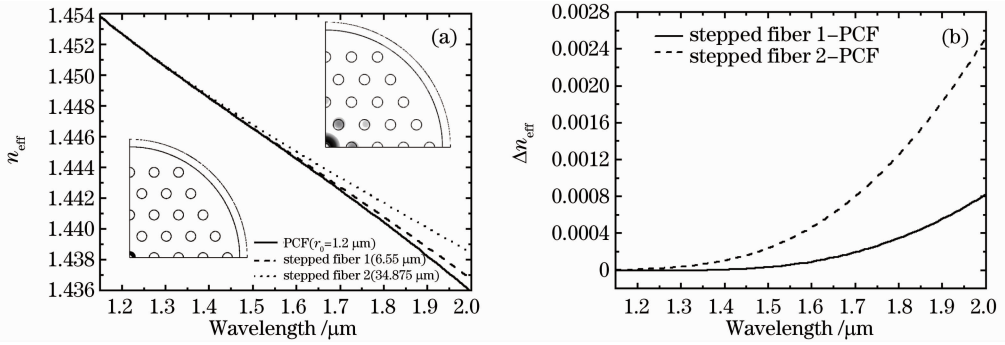 1.454
1.452
1.450
1.448
1.446
1.444
1.442
1.440
1.438
1.436
n_eff
(a)
PCF(r₀=1.2 μm)
stepped fiber 1(6.55 μm)
stepped fiber 2(34.875 μm)
1.2 1.3 1.4 1.5 1.6 1.7 1.8 1.9 2.0
Wavelength /μm
0.0028
0.0024
0.0020
0.0016
0.0012
0.0008
0.0004
0
Δn_eff
(b)
stepped fiber 1-PCF
stepped fiber 2-PCF
1.2 1.3 1.4 1.5 1.6 1.7 1.8 1.9 2.0
Wavelength /μm